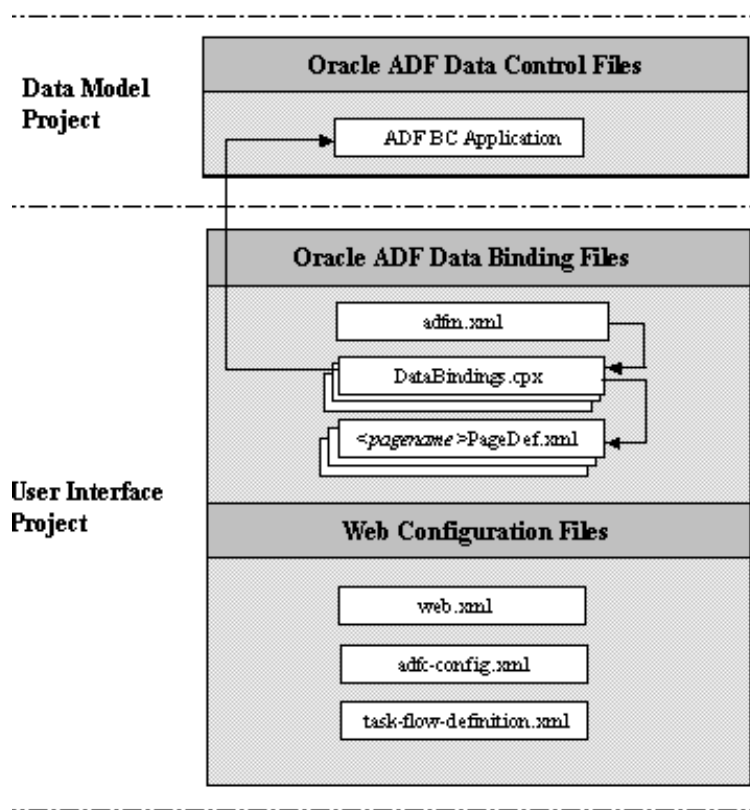 Oracle ADF Data Control Files
Data Model
Project
ADF BC Application
Oracle ADF Data Binding Files
adfm.xml
DataBindings.cpx
<pagename>PageDef.xml
User Interface
Project
Web Configuration Files
web.xml
adfc-config.xml
task-flow-definition.xml